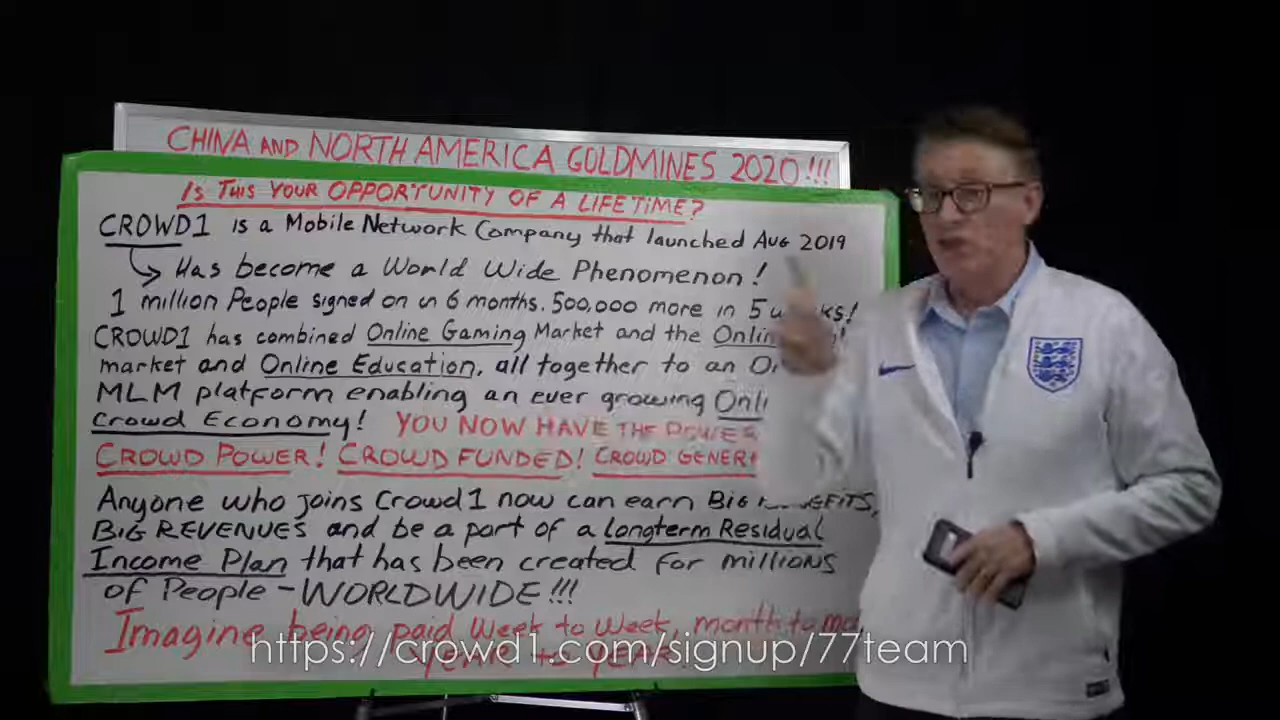 CHINA AND NORTH AMERICA GOLDMINES 2020!!!
IS THIS YOUR OPPORTUNITY OF A LIFETIME?
CROWD1 is a Mobile Network Company that launched Aug 2019
Has become a World Wide Phenomenon!
1 million People signed on in 6 months. 500,000 more in 5
CROWD1 has combined Online Gaming Market and the
market and Online Education, all together to an
MLM platform enabling an ever growing
Crowd Economy! YOU NOW HAVE THE POWER
CROWD POWER! CROWD FUNDED! CROWD
Anyone who joins Crowd1 now can earn BIG
BIG REVENUES and be a part of a longterm Residual
Income Plan that has been created for millions
of People - WORLDWIDE!!!
Imagine being paid week to week, month to
YEAR to YEAR
https://crowd1.com/signup/77team